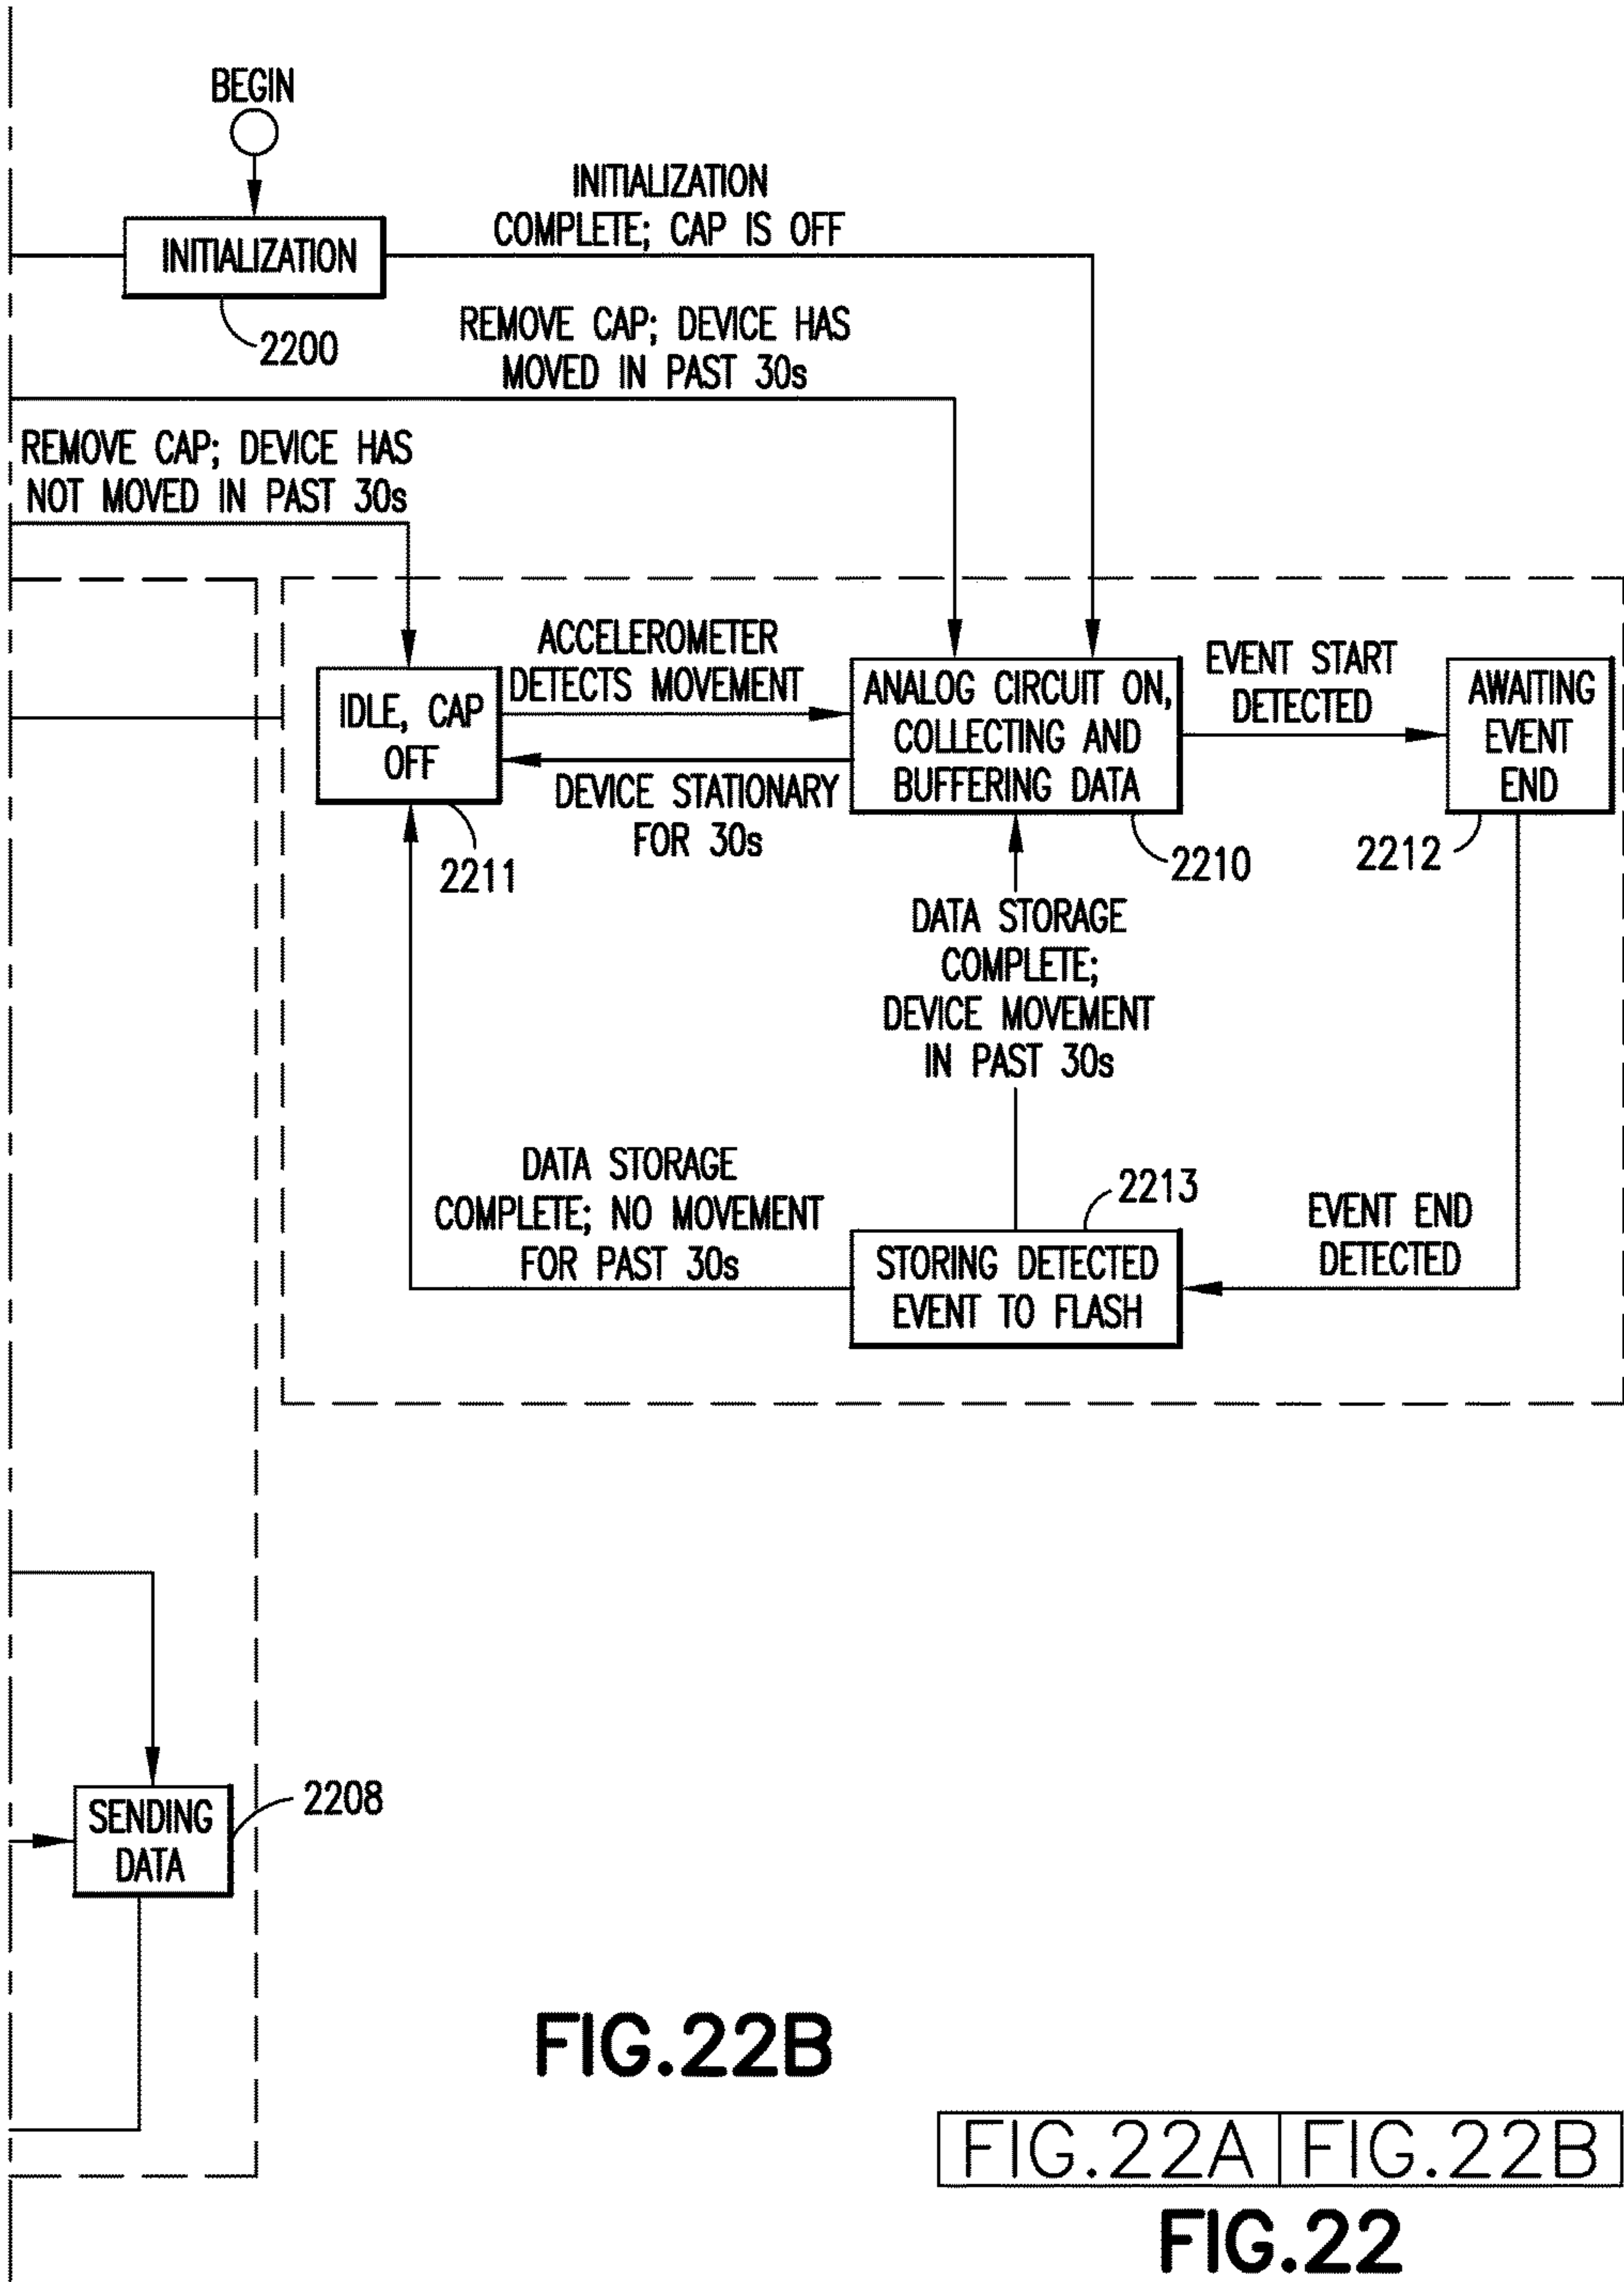 BEGIN
INITIALIZATION
COMPLETE; CAP IS OFF
INITIALIZATION
2200
REMOVE CAP; DEVICE HAS
MOVED IN PAST 30s
REMOVE CAP; DEVICE HAS
NOT MOVED IN PAST 30s
IDLE, CAP
OFF
2211
ACCELEROMETER
DETECTS MOVEMENT
DEVICE STATIONARY
FOR 30s
ANALOG CIRCUIT ON,
COLLECTING AND
BUFFERING DATA
2210
EVENT START
DETECTED
AWAITING
EVENT
END
2212
DATA STORAGE
COMPLETE;
DEVICE MOVEMENT
IN PAST 30s
DATA STORAGE
COMPLETE; NO MOVEMENT
FOR PAST 30s
2213
STORING DETECTED
EVENT TO FLASH
EVENT END
DETECTED
SENDING
DATA
2208
FIG.22B
FIG.22A FIG.22B
FIG.22